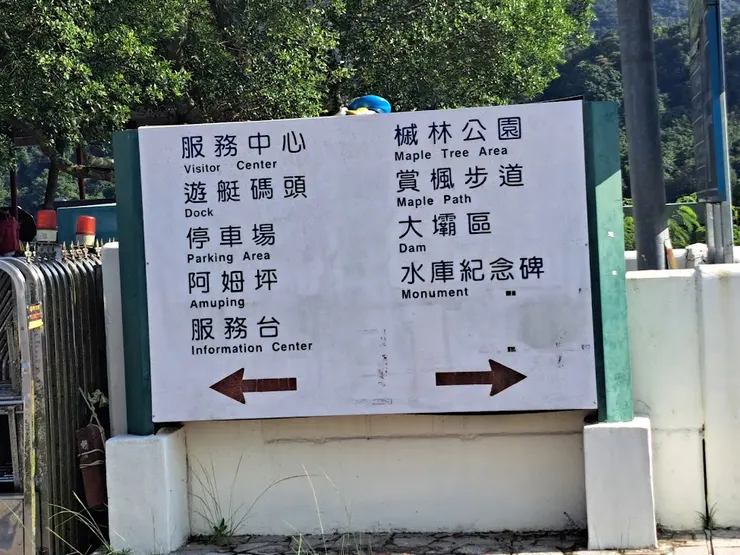 服務中心
Visitor Center
遊艇碼頭
Dock
停車場
Parking Area
阿姆坪
Amuping
服務台
Information Center
槭林公園
Maple Tree Area
賞楓步道
Maple Path
大壩區
Dam
水庫紀念碑
Monument